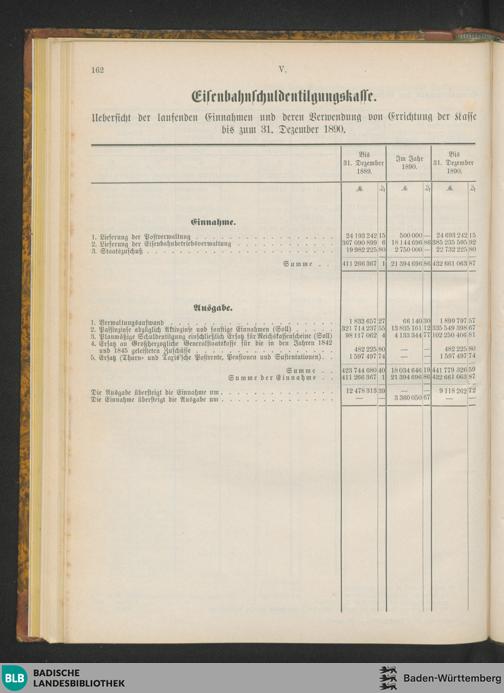 162
V.
Eisenbahnschuldentilgungskasse.
Uebersicht der laufenden Einnahmen und deren Verwendung von Errichtung der Kasse
bis zum 31. Dezember 1890.
Bis 31. Dezember 1889.
Im Jahr 1890.
Bis 31. Dezember 1890.
Einnahme.
1. Lieferung der Postverwaltung 24 193 242 15 500 000 — 24 693 242 15
2. Lieferung der Eisenbahnbetriebsverwaltung 367 090 899 6 18 144 696 86 385 235 595 92
3. Staatszuschuß 19 982 225 80 2 750 000 — 22 732 225 80
Summe 411 266 367 1 21 394 696 86 432 661 063 87
Ausgabe.
1. Verwaltungsaufwand 1 833 657 27 66 140 30 1 899 797 57
2. Passivzinse abzüglich Aktivzinse und sonstige Einnahmen (Soll) 321 714 237 55 13 835 161 12 335 549 398 67
3. Planmäßige Schuldentilgung einschließlich Ersatz für Reichskassenscheine (Soll) 98 117 062 4 4 133 344 77 102 250 406 81
4. Ersatz an Großherzogliche Generalstaatskasse für die in den Jahren 1842
und 1845 geleisteten Zuschüsse 482 225 80 — — 482 225 80
5. Ersatz (Thurn- und Taxis'sche Postrente, Pensionen und Sustentationen) 1 597 497 74 — — 1 597 497 74
Summe 423 744 680 40 18 034 646 19 441 779 326 59
Summe der Einnahme 411 266 367 1 21 394 696 86 432 661 063 87
Die Ausgabe übersteigt die Einnahme um 12 478 313 39 — — 9 118 262 72
Die Einnahme übersteigt die Ausgabe um — — 3 360 050 67 — —
BLB
BADISCHE
LANDESBIBLIOTHEK
Baden-Württemberg